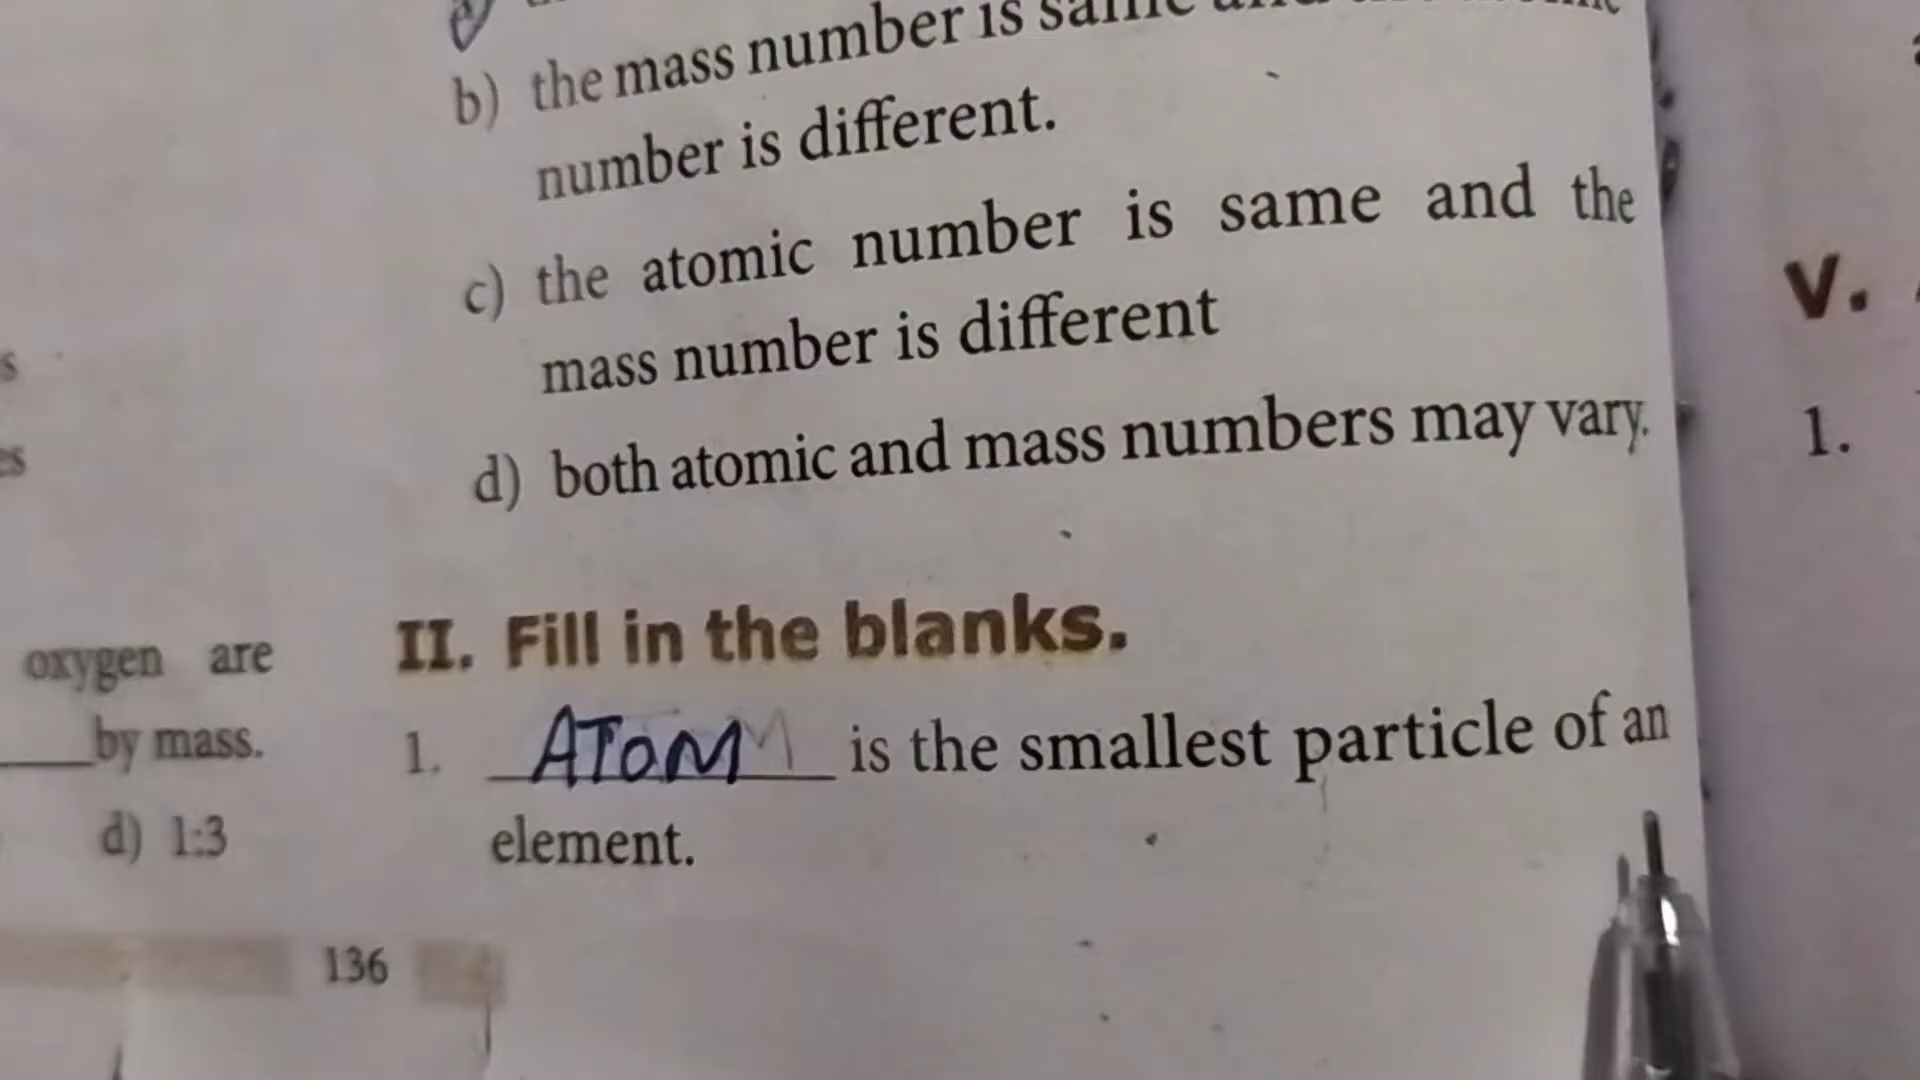 b) the mass number is
number is different.
c) the atomic number is same and the
mass number is different
d) both atomic and mass numbers may vary.
II. Fill in the blanks.
1. ATOM is the smallest particle of an
element.
oxygen are
by mass.
d) 1:3
136
V.
1.